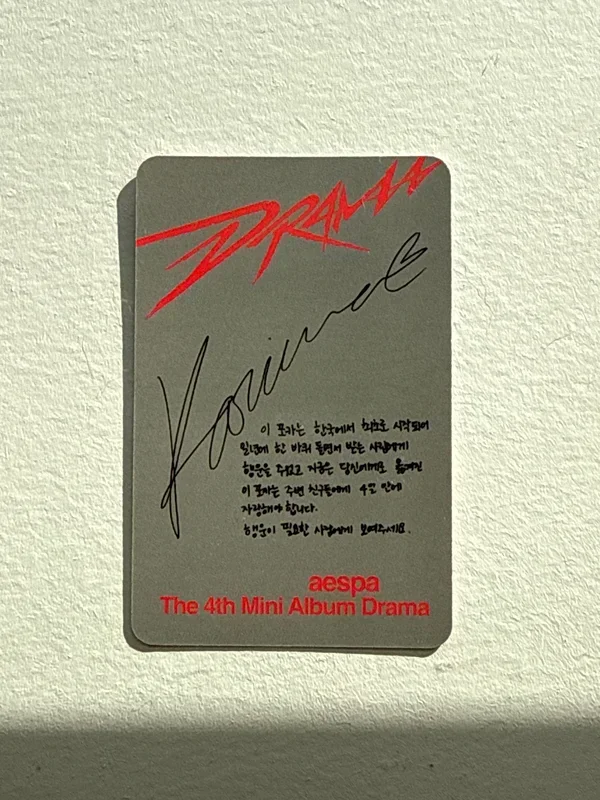 DRAMA
Karina
이 포카는 한국에서 최초로 시작되어
일년에 한 바퀴 돌면서 받는 사람에게
행운을 주었고 지금은 당신에게로 옮겨진
이 포카는 주변 친구들에게 4일 안에
자랑해야 합니다.
행운이 필요한 사람에게 보여주세요.
aespa
The 4th Mini Album Drama